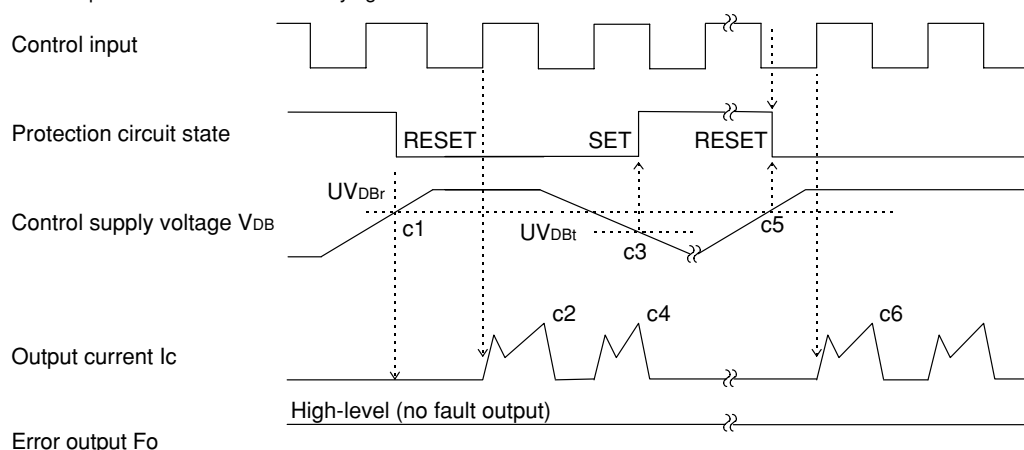 Control input
Protection circuit state
RESET
SET
RESET
UVDBr
Control supply voltage VDB
c1
UVDBt
c3
c5
c2
c4
c6
Output current Ic
High-level (no fault output)
Error output Fo